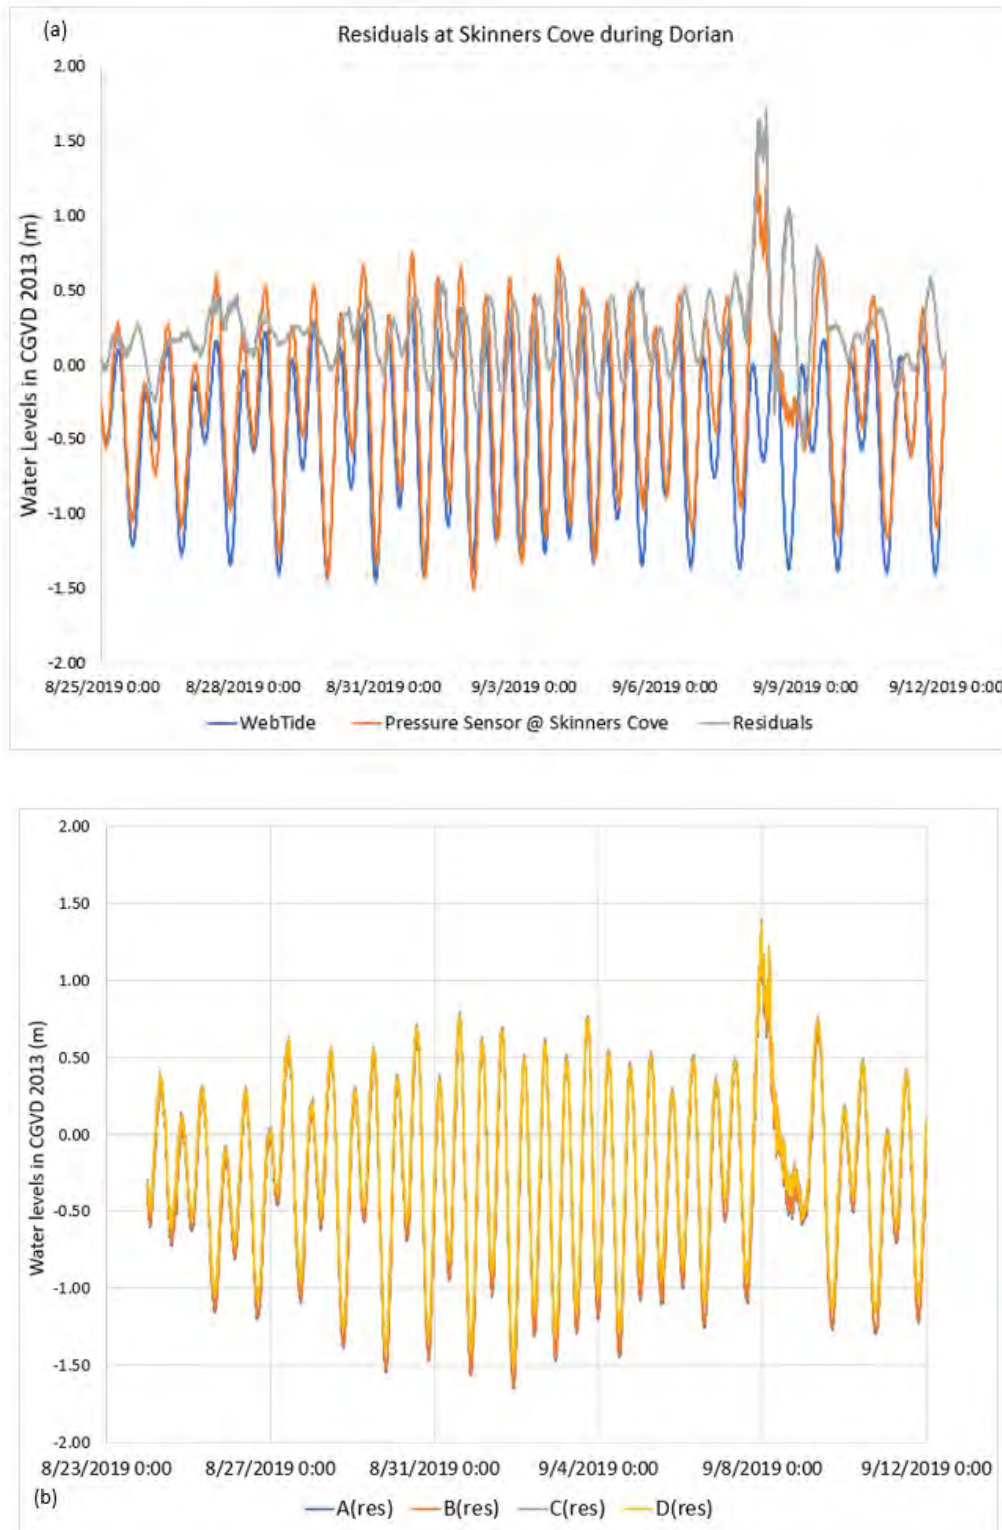 (a)
Residuals at Skinners Cove during Dorian
Water Levels in CGVD 2013 (m)
2.00
1.50
1.00
0.50
0.00
-0.50
-1.00
-1.50
-2.00
8/25/2019 0:00 8/28/2019 0:00 8/31/2019 0:00 9/3/2019 0:00 9/6/2019 0:00 9/9/2019 0:00 9/12/2019 0:00
WebTide Pressure Sensor @ Skinners Cove Residuals
Water levels in CGVD 2013 (m)
2.00
1.50
1.00
0.50
0.00
-0.50
-1.00
-1.50
-2.00
8/23/2019 0:00 8/27/2019 0:00 8/31/2019 0:00 9/4/2019 0:00 9/8/2019 0:00 9/12/2019 0:00
(b)
A(res) B(res) C(res) D(res)